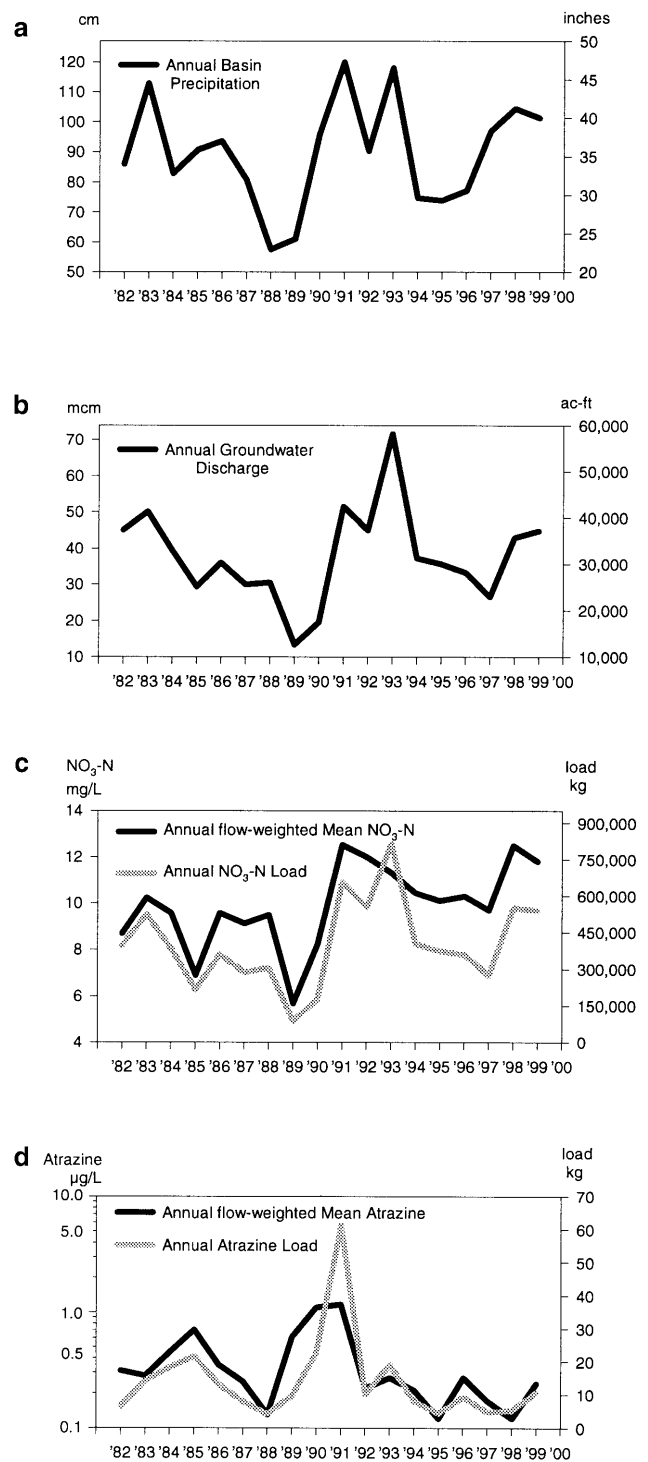 a
cm
inches
Annual Basin
Precipitation
120
110
100
90
80
70
60
50
50
45
40
35
30
25
20
'82 '83 '84 '85 '86 '87 '88 '89 '90 '91 '92 '93 '94 '95 '96 '97 '98 '99 '00
b
mcm
ac-ft
Annual Groundwater
Discharge
70
60
50
40
30
20
10
60,000
50,000
40,000
30,000
20,000
10,000
'82 '83 '84 '85 '86 '87 '88 '89 '90 '91 '92 '93 '94 '95 '96 '97 '98 '99 '00
c
NO₃-N
mg/L
load
kg
Annual flow-weighted Mean NO₃-N
Annual NO₃-N Load
14
12
10
8
6
4
900,000
750,000
600,000
450,000
300,000
150,000
0
'82 '83 '84 '85 '86 '87 '88 '89 '90 '91 '92 '93 '94 '95 '96 '97 '98 '99 '00
d
Atrazine
µg/L
load
kg
Annual flow-weighted Mean Atrazine
Annual Atrazine Load
10.0
5.0
1.0
0.5
0.1
70
60
50
40
30
20
10
0
'82 '83 '84 '85 '86 '87 '88 '89 '90 '91 '92 '93 '94 '95 '96 '97 '98 '99 '00